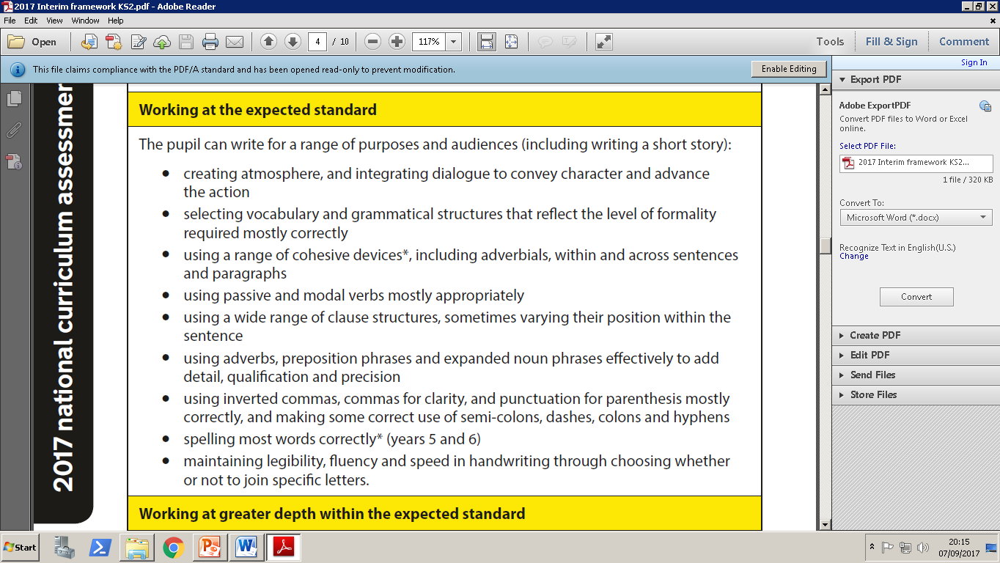 2017 Interim framework KS2.pdf - Adobe Reader
File Edit View Window Help
Open
4 / 10
117%
Tools
Fill & Sign
Comment
This file claims compliance with the PDF/A standard and has been opened read-only to prevent modification.
Enable Editing
Sign In
2017 national curriculum assessmen
Working at the expected standard
The pupil can write for a range of purposes and audiences (including writing a short story):
• creating atmosphere, and integrating dialogue to convey character and advance
the action
• selecting vocabulary and grammatical structures that reflect the level of formality
required mostly correctly
• using a range of cohesive devices*, including adverbials, within and across sentences
and paragraphs
• using passive and modal verbs mostly appropriately
• using a wide range of clause structures, sometimes varying their position within the
sentence
• using adverbs, preposition phrases and expanded noun phrases effectively to add
detail, qualification and precision
• using inverted commas, commas for clarity, and punctuation for parenthesis mostly
correctly, and making some correct use of semi-colons, dashes, colons and hyphens
• spelling most words correctly* (years 5 and 6)
• maintaining legibility, fluency and speed in handwriting through choosing whether
or not to join specific letters.
Working at greater depth within the expected standard
Export PDF
Adobe ExportPDF
Convert PDF files to Word or Excel
online.
Select PDF File:
2017 Interim framework KS2...
1 file / 320 KB
Convert To:
Microsoft Word (*.docx)
Recognize Text in English(U.S.)
Change
Convert
Create PDF
Edit PDF
Send Files
Store Files
Start
20:15
07/09/2017